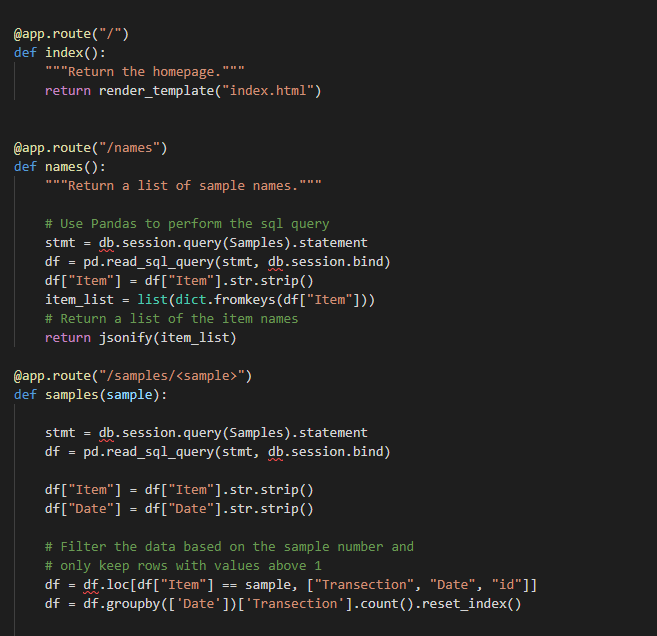 @app.route("/")
def index():
    """Return the homepage."""
    return render_template("index.html")
@app.route("/names")
def names():
    """Return a list of sample names."""
    # Use Pandas to perform the sql query
    stmt = db.session.query(Samples).statement
    df = pd.read_sql_query(stmt, db.session.bind)
    df["Item"] = df["Item"].str.strip()
    item_list = list(dict.fromkeys(df["Item"]))
    # Return a list of the item names
    return jsonify(item_list)
@app.route("/samples/<sample>")
def samples(sample):
    stmt = db.session.query(Samples).statement
    df = pd.read_sql_query(stmt, db.session.bind)
    df["Item"] = df["Item"].str.strip()
    df["Date"] = df["Date"].str.strip()
    # Filter the data based on the sample number and
    # only keep rows with values above 1
    df = df.loc[df["Item"] == sample, ["Transection", "Date", "id"]]
    df = df.groupby(['Date'])['Transection'].count().reset_index()